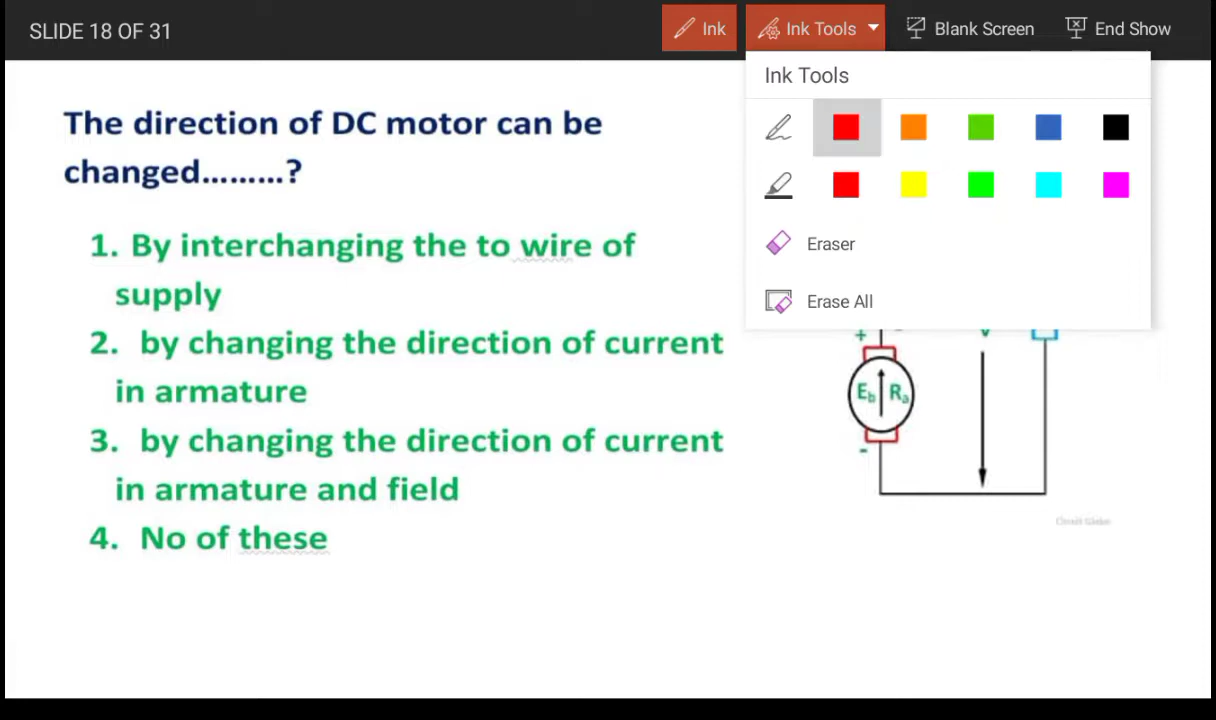 SLIDE 18 OF 31
Ink
Ink Tools
Blank Screen
End Show
Ink Tools
Eraser
Erase All
The direction of DC motor can be
changed.........?
1. By interchanging the to wire of
supply
2. by changing the direction of current
in armature
3. by changing the direction of current
in armature and field
4. No of these
+
V
Eb
Ra
-
Circuit Globe